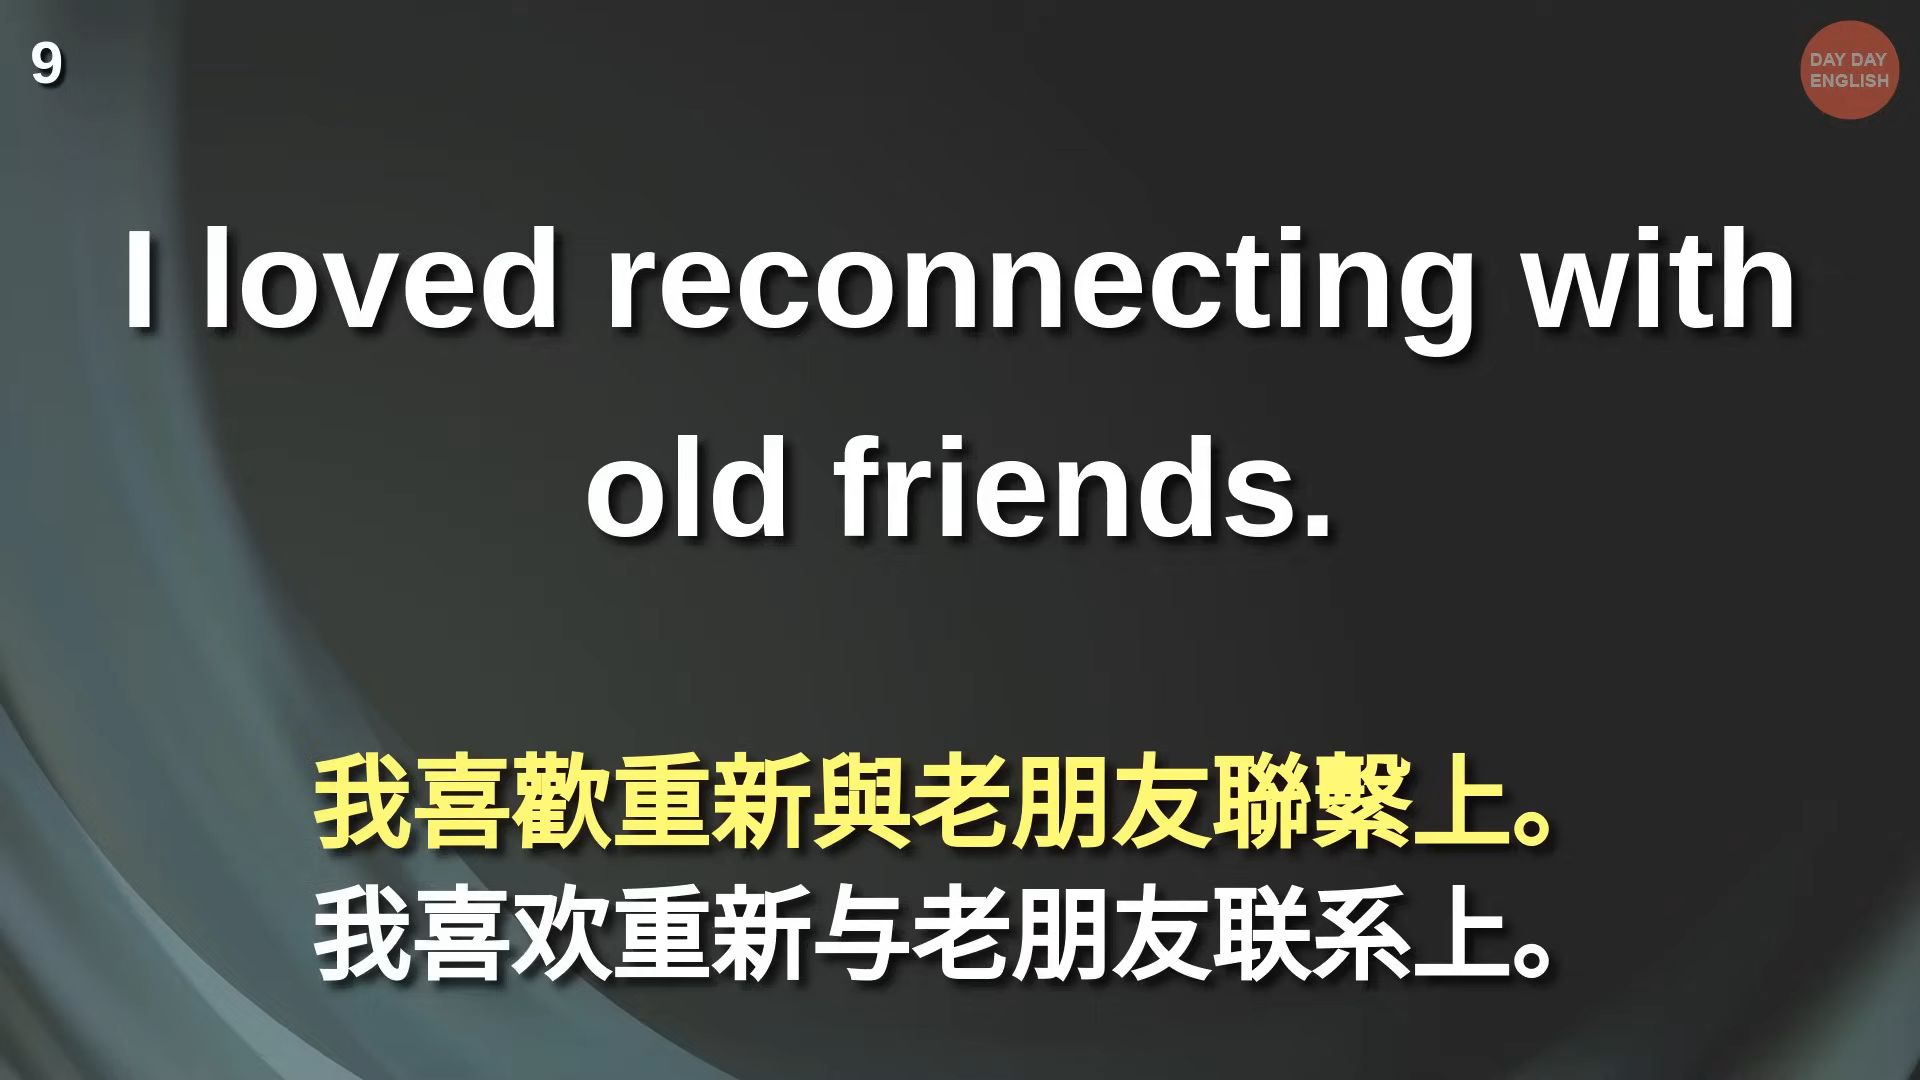 9
DAY DAY
ENGLISH
I loved reconnecting with
old friends.
我喜歡重新與老朋友聯繫上。
我喜欢重新与老朋友联系上。